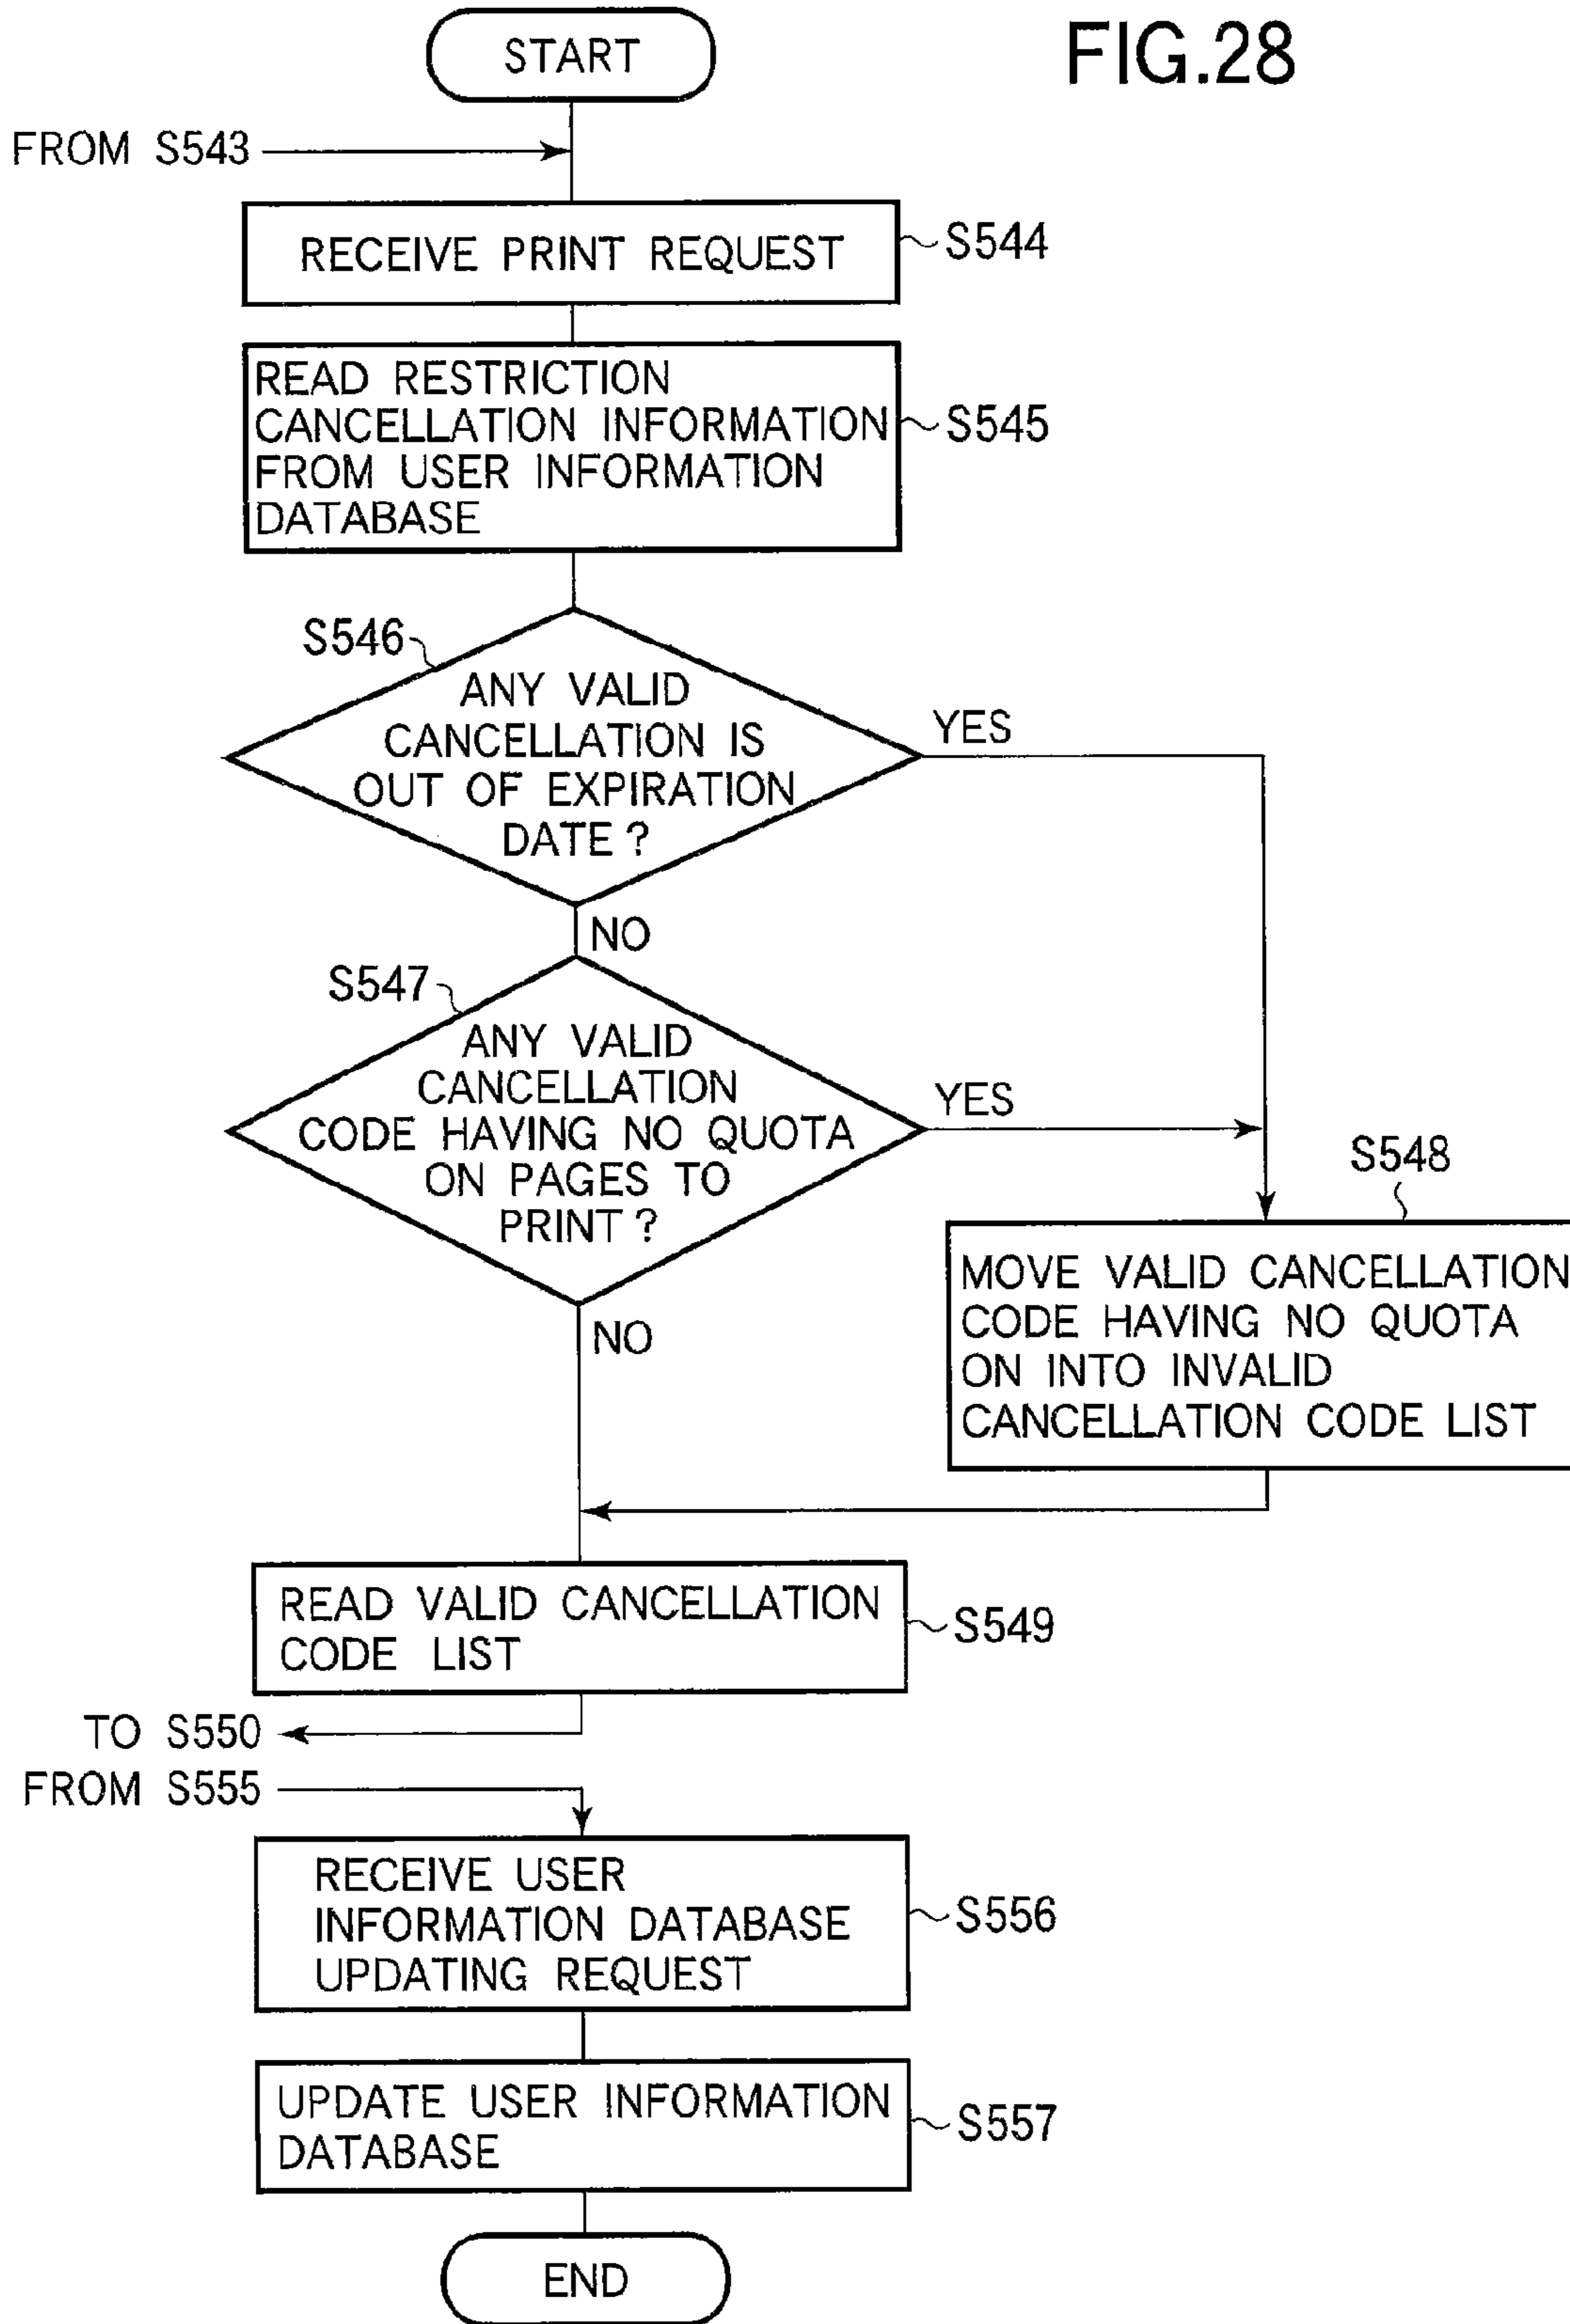 FIG.28
START
FROM S543
RECEIVE PRINT REQUEST
S544
READ RESTRICTION
CANCELLATION INFORMATION
FROM USER INFORMATION
DATABASE
S545
S546
ANY VALID
CANCELLATION IS
OUT OF EXPIRATION
DATE?
YES
NO
S547
ANY VALID
CANCELLATION
CODE HAVING NO QUOTA
ON PAGES TO
PRINT?
YES
NO
S548
MOVE VALID CANCELLATION
CODE HAVING NO QUOTA
ON INTO INVALID
CANCELLATION CODE LIST
READ VALID CANCELLATION
CODE LIST
S549
TO S550
FROM S555
RECEIVE USER
INFORMATION DATABASE
UPDATING REQUEST
S556
UPDATE USER INFORMATION
DATABASE
S557
END